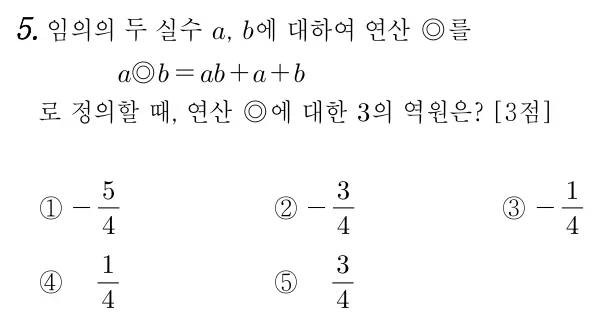 5. 임의의 두 실수 a, b에 대하여 연산 ◎를
a◎b=ab+a+b
로 정의할 때, 연산 ◎에 대한 3의 역원은? [3점]
① -5/4 ② -3/4 ③ -1/4
④ 1/4 ⑤ 3/4